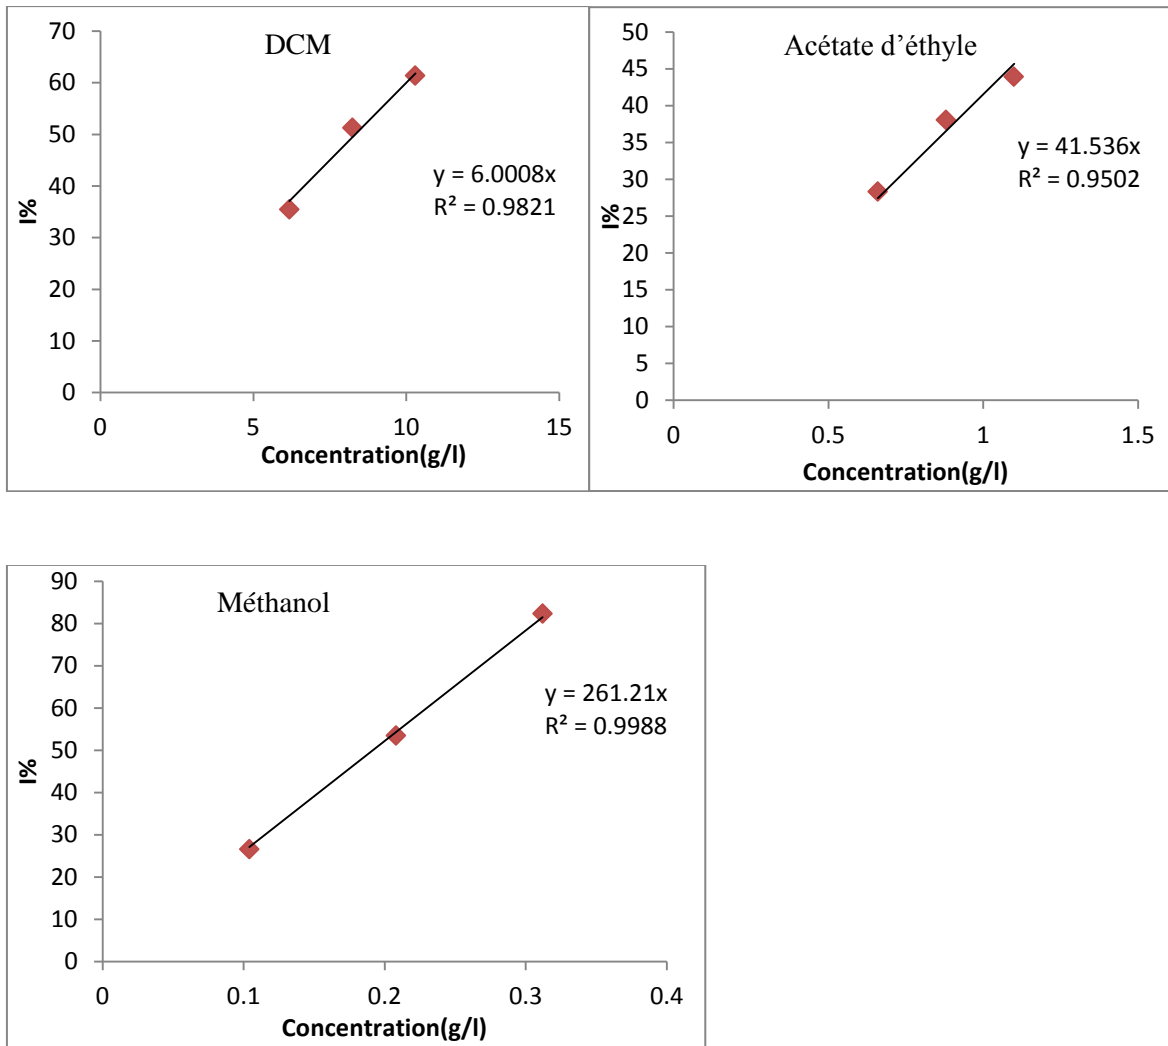 DCM
70
60
50
40
30
20
10
0
I%
y = 6.0008x
R² = 0.9821
0 5 10 15
Concentration(g/l)
Acétate d’éthyle
50
45
40
35
30
25
20
15
10
5
0
I%
y = 41.536x
R² = 0.9502
0 0.5 1 1.5
Concentration(g/l)
Méthanol
90
80
70
60
50
40
30
20
10
0
I%
y = 261.21x
R² = 0.9988
0 0.1 0.2 0.3 0.4
Concentration(g/l)